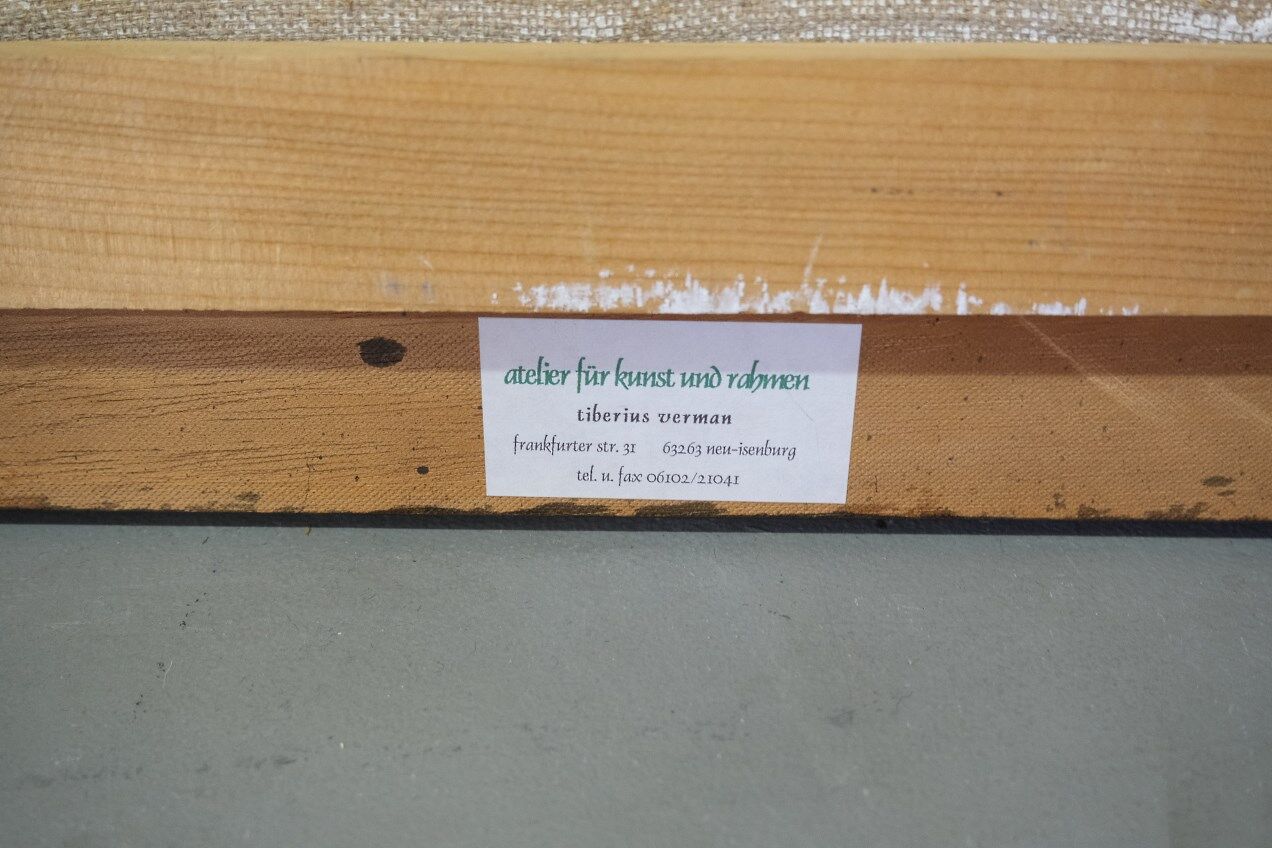 atelier für kunst und rahmen
tiberius verman
frankfurter str. 31 63263 neu-isenburg
tel. u. fax 06102/21041